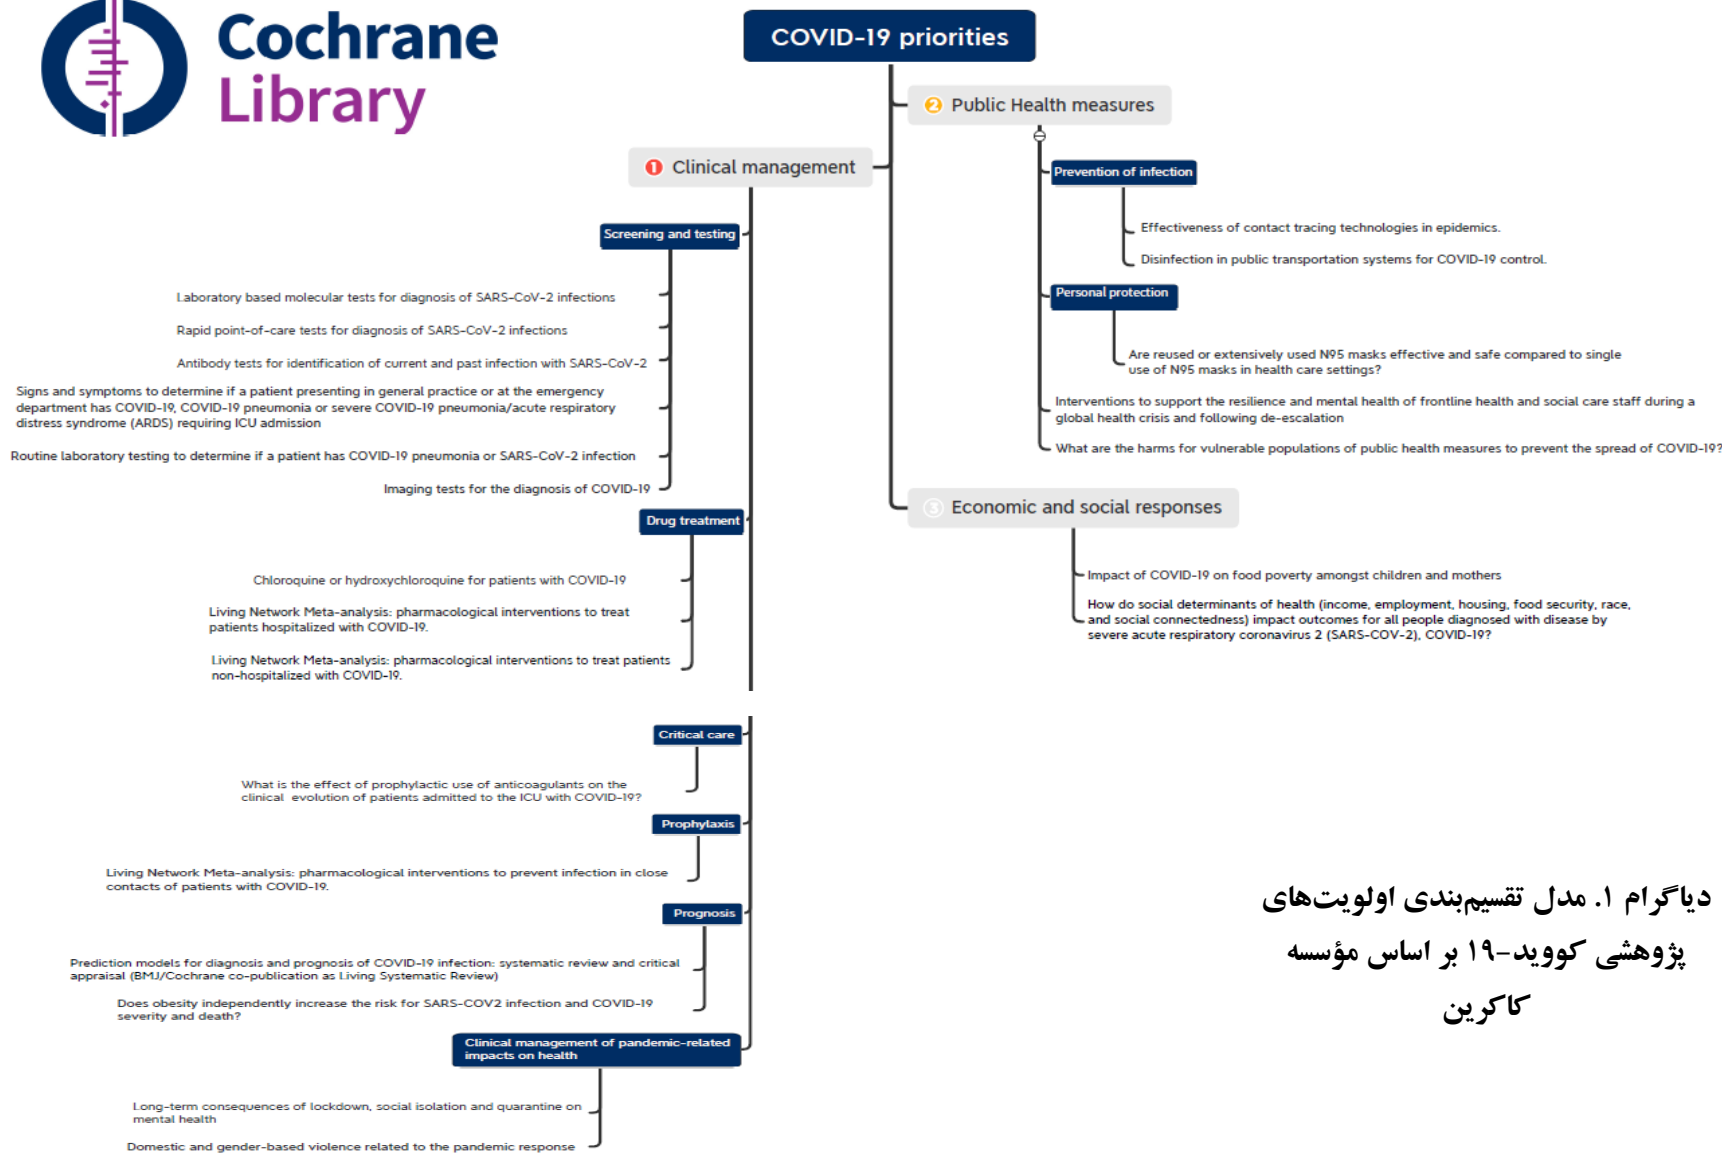 Cochrane
Library
COVID-19 priorities
❶ Clinical management
Screening and testing
Laboratory based molecular tests for diagnosis of SARS-CoV-2 infections
Rapid point-of-care tests for diagnosis of SARS-CoV-2 infections
Antibody tests for identification of current and past infection with SARS-CoV-2
Signs and symptoms to determine if a patient presenting in general practice or at the emergency
department has COVID-19, COVID-19 pneumonia or severe COVID-19 pneumonia/acute respiratory
distress syndrome (ARDS) requiring ICU admission
Routine laboratory testing to determine if a patient has COVID-19 pneumonia or SARS-CoV-2 infection
Imaging tests for the diagnosis of COVID-19
Drug treatment
Chloroquine or hydroxychloroquine for patients with COVID-19
Living Network Meta-analysis: pharmacological interventions to treat
patients hospitalized with COVID-19.
Living Network Meta-analysis: pharmacological interventions to treat patients
non-hospitalized with COVID-19.
Critical care
What is the effect of prophylactic use of anticoagulants on the
clinical evolution of patients admitted to the ICU with COVID-19?
Prophylaxis
Living Network Meta-analysis: pharmacological interventions to prevent infection in close
contacts of patients with COVID-19.
Prognosis
Prediction models for diagnosis and prognosis of COVID-19 infection: systematic review and critical
appraisal (BMJ/Cochrane co-publication as Living Systematic Review)
Does obesity independently increase the risk for SARS-COV2 infection and COVID-19
severity and death?
Clinical management of pandemic-related
impacts on health
Long-term consequences of lockdown, social isolation and quarantine on
mental health
Domestic and gender-based violence related to the pandemic response
❷ Public Health measures
Prevention of infection
Effectiveness of contact tracing technologies in epidemics.
Disinfection in public transportation systems for COVID-19 control.
Personal protection
Are reused or extensively used N95 masks effective and safe compared to single
use of N95 masks in health care settings?
Interventions to support the resilience and mental health of frontline health and social care staff during a
global health crisis and following de-escalation
What are the harms for vulnerable populations of public health measures to prevent the spread of COVID-19?
③ Economic and social responses
Impact of COVID-19 on food poverty amongst children and mothers
How do social determinants of health (income, employment, housing, food security, race,
and social connectedness) impact outcomes for all people diagnosed with disease by
severe acute respiratory coronavirus 2 (SARS-COV-2), COVID-19?
دیاگرام ۱. مدل تقسیم‌بندی اولویت‌های
پژوهشی کووید-۱۹ بر اساس مؤسسه
کاکرین